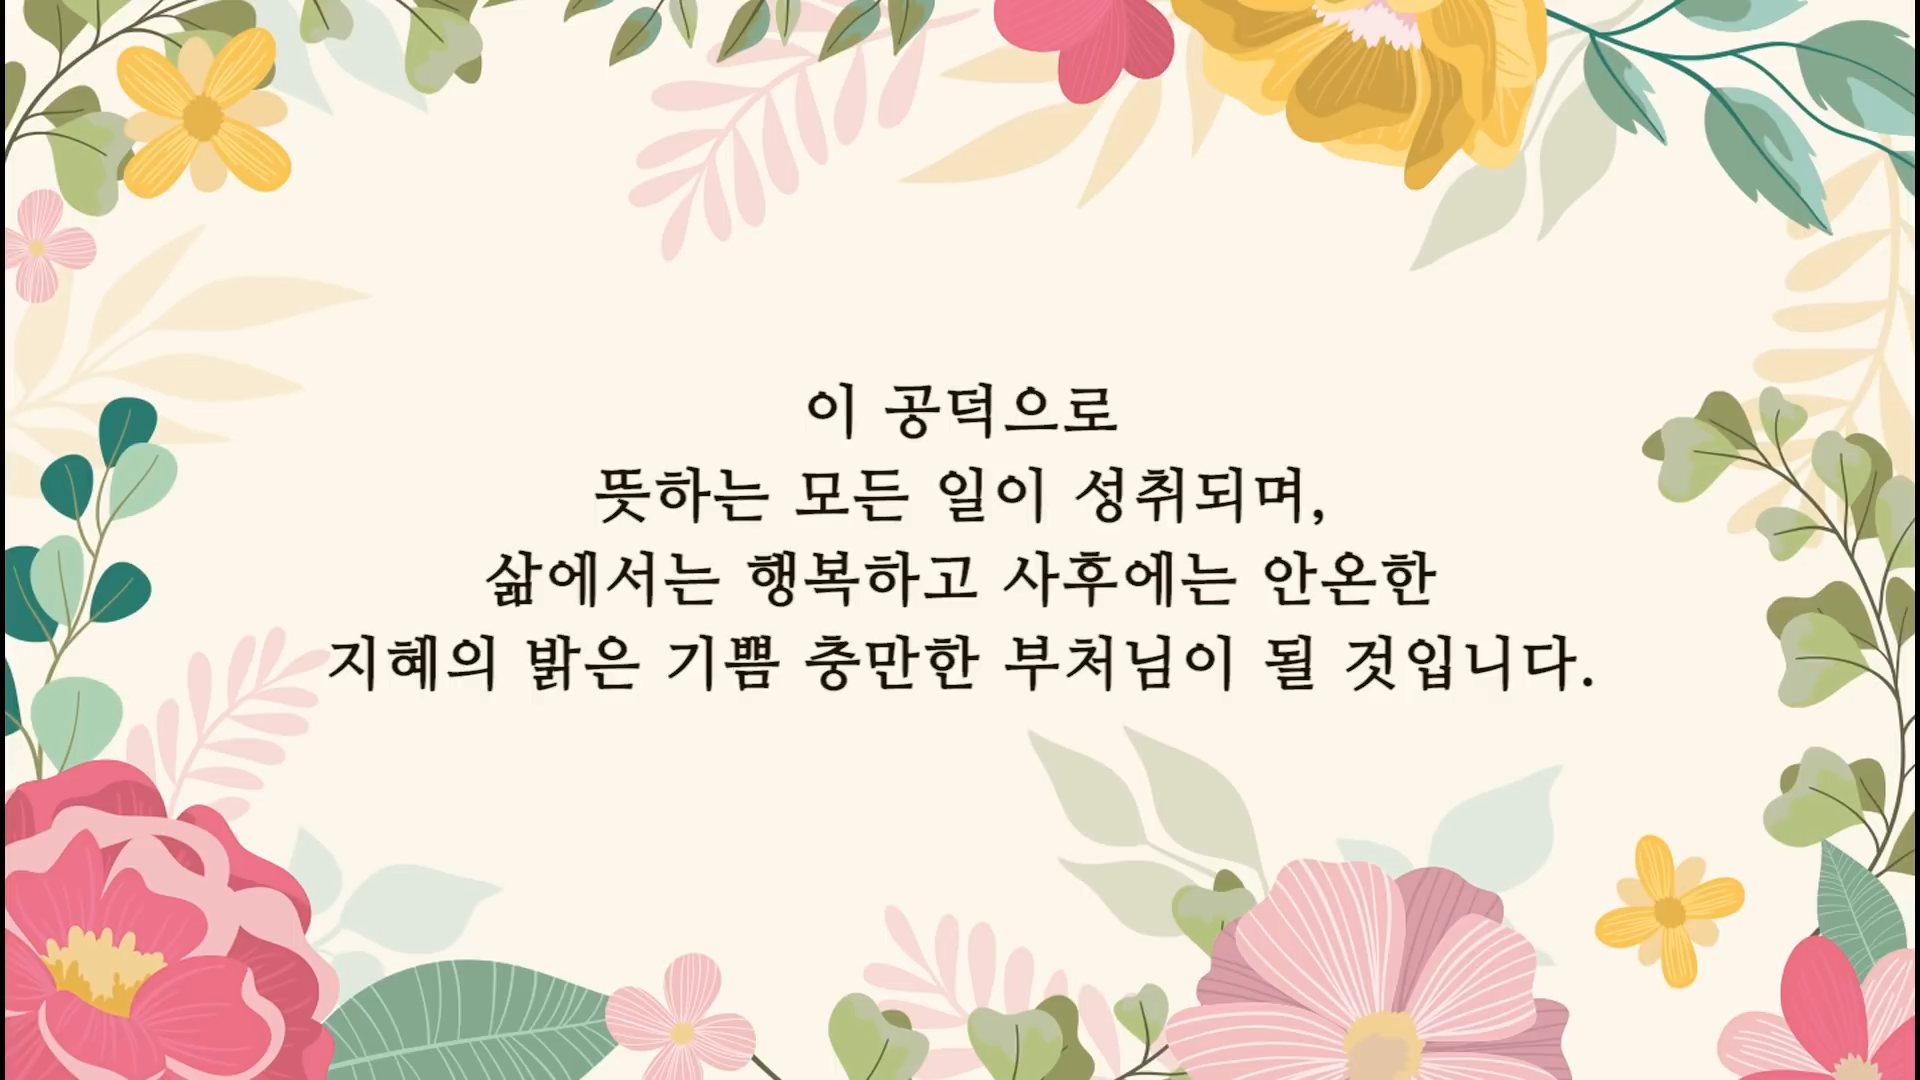 이 공덕으로
뜻하는 모든 일이 성취되며,
삶에서는 행복하고 사후에는 안온한
지혜의 밝은 기쁨 충만한 부처님이 될 것입니다.